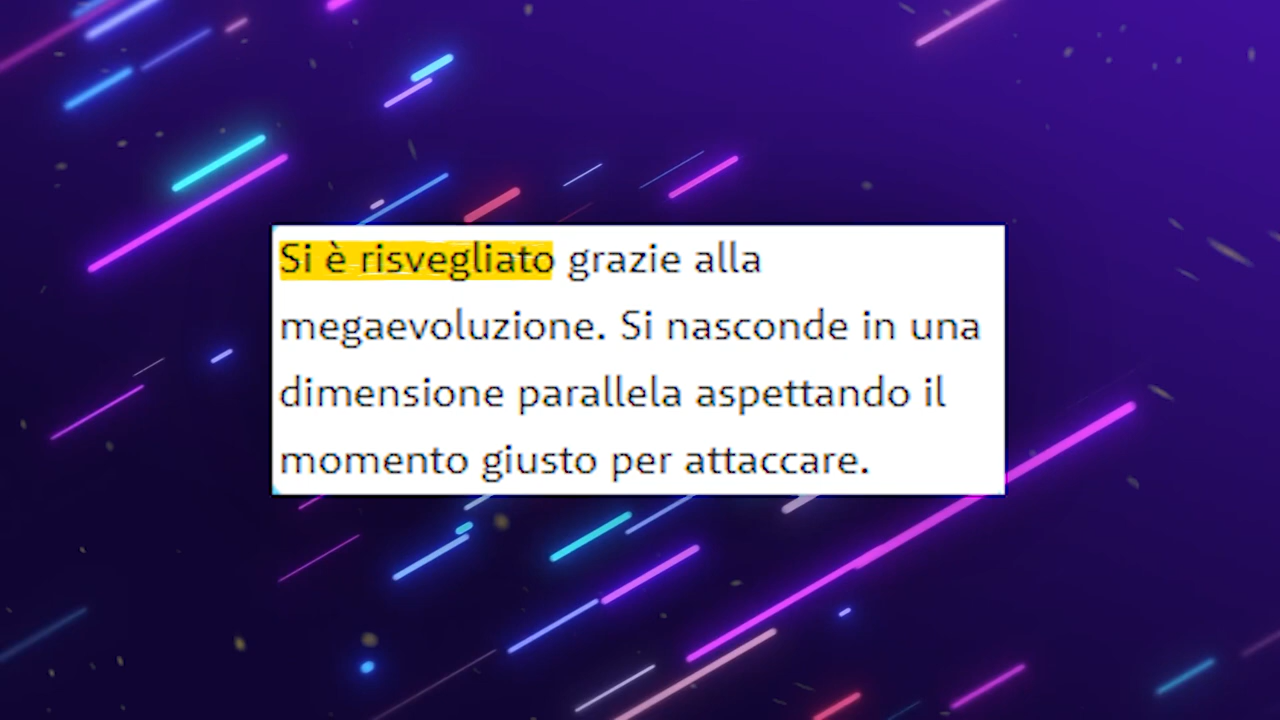 Si è risvegliato grazie alla
megaevoluzione. Si nasconde in una
dimensione parallela aspettando il
momento giusto per attaccare.